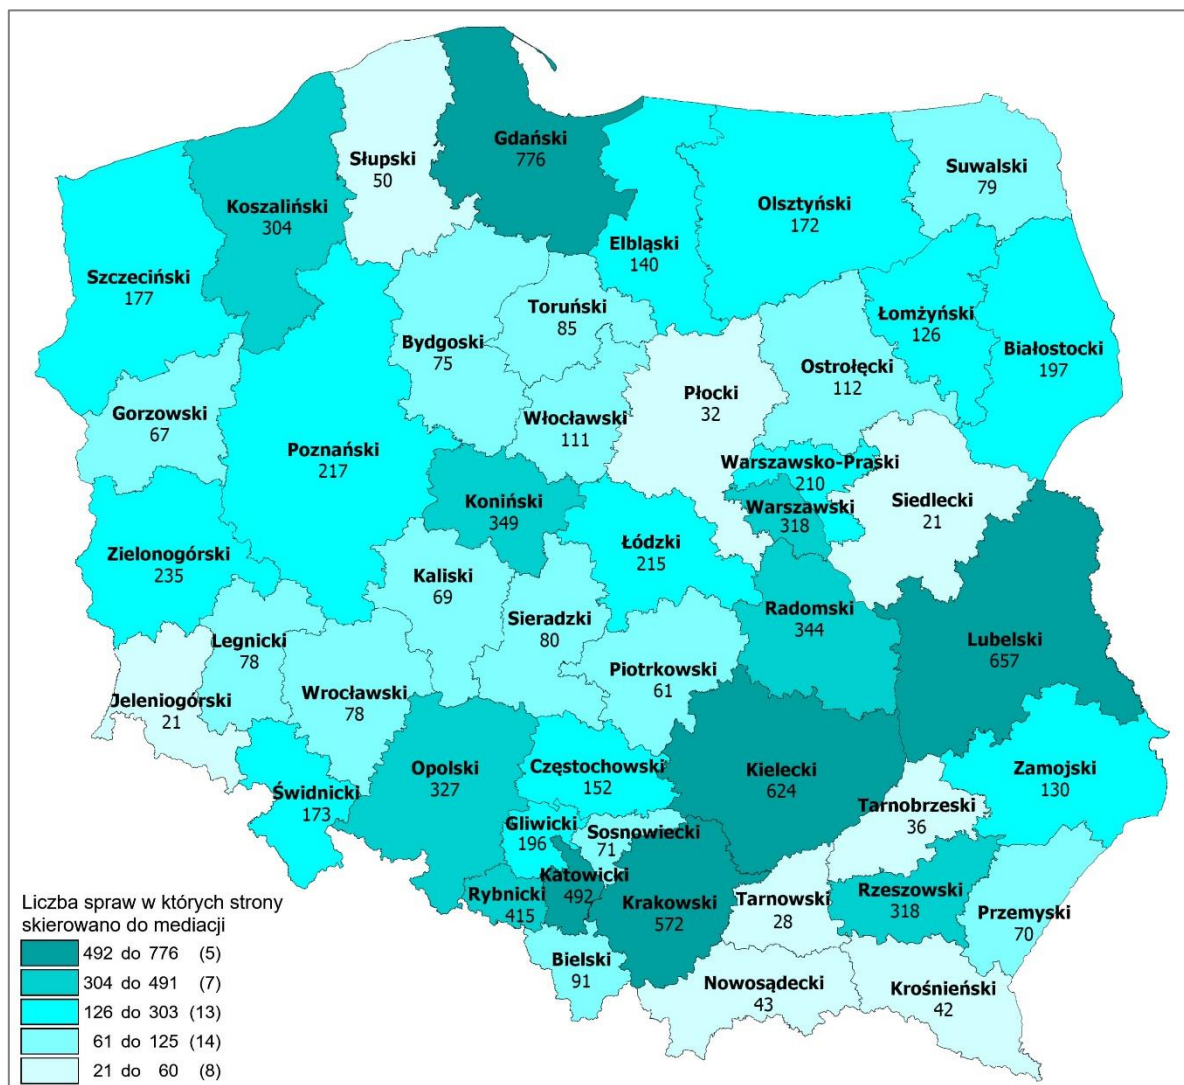 Gdański
776
Słupski
50
Suwalski
79
Koszaliński
304
Olsztyński
172
Elbląski
140
Szczeciński
177
Toruński
85
Łomżyński
126
Bydgoski
75
Białostocki
197
Ostrołęcki
112
Płocki
32
Gorzowski
67
Włocławski
111
Poznański
217
Warszawsko-Praski
210
Koniński
349
Warszawski
318
Siedlecki
21
Zielonogórski
235
Łódzki
215
Kaliski
69
Sieradzki
80
Radomski
344
Legnicki
78
Lubelski
657
Piotrkowski
61
Jeleniogórski
21
Wrocławski
78
Opolski
327
Częstochowski
152
Kielecki
624
Zamojski
130
Świdnicki
173
Tarnobrzeski
36
Gliwicki
196
Sosnowiecki
71
Katowicki
492
Rybnicki
415
Krakowski
572
Tarnowski
28
Rzeszowski
318
Przemyski
70
Bielski
91
Nowosądecki
43
Krośnieński
42
Liczba spraw w których strony
skierowano do mediacji
492 do 776 (5)
304 do 491 (7)
126 do 303 (13)
61 do 125 (14)
21 do 60 (8)